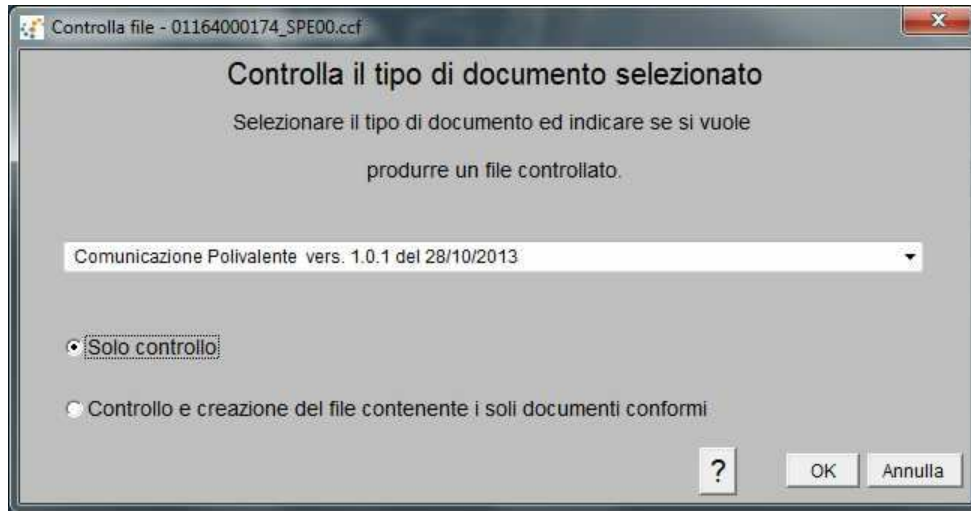 Controlla file - 01164000174_SPE00.ccf
Controlla il tipo di documento selezionato
Selezionare il tipo di documento ed indicare se si vuole
produrre un file controllato.
Comunicazione Polivalente vers. 1.0.1 del 28/10/2013
Solo controllo
Controllo e creazione del file contenente i soli documenti conformi
? OK Annulla